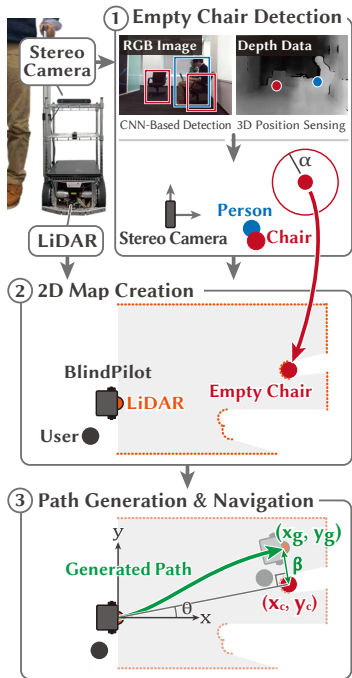 1 Empty Chair Detection
Stereo
Camera
RGB Image
Depth Data
CNN-Based Detection
3D Position Sensing
α
Person
Stereo Camera
Chair
LiDAR
2 2D Map Creation
BlindPilot
LiDAR
Empty Chair
User
3 Path Generation & Navigation
y
(xg, yg)
Generated Path
β
θ
x
(xc, yc)